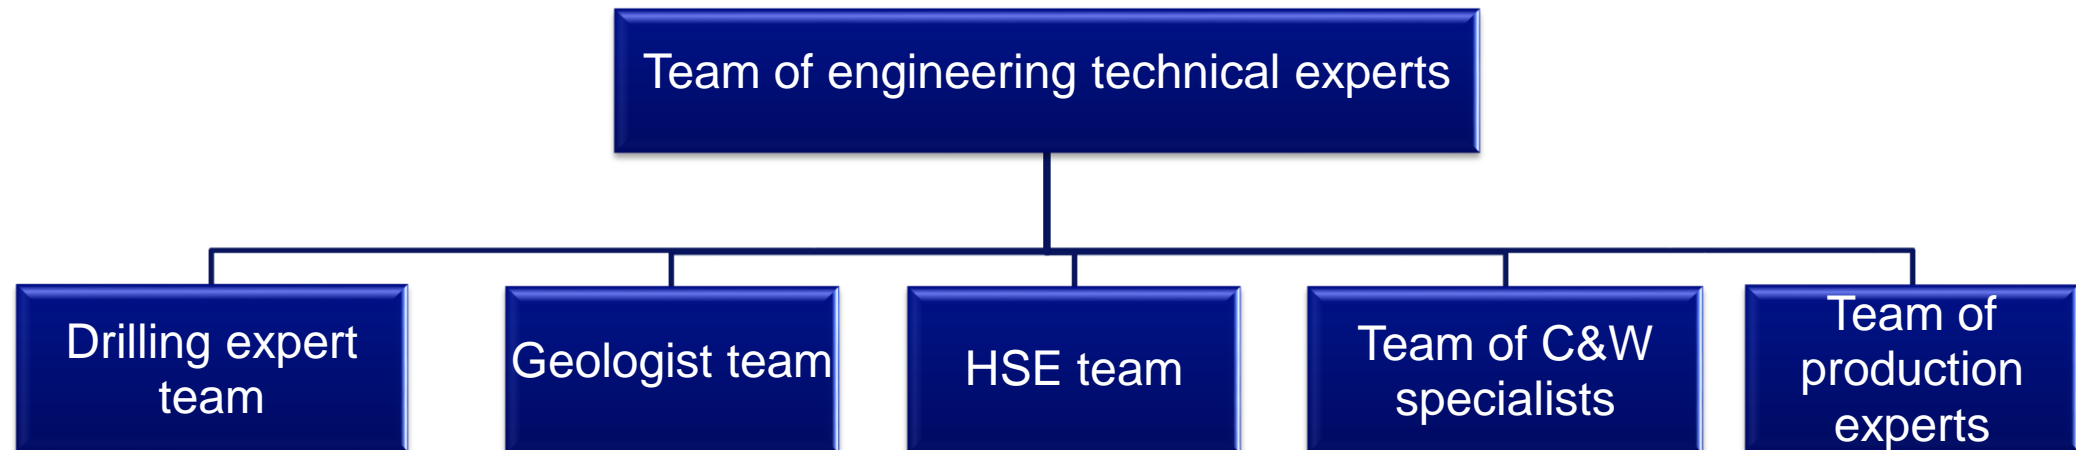 Team of engineering technical experts
Drilling expert
team
Geologist team
HSE team
Team of C&W
specialists
Team of
production
experts